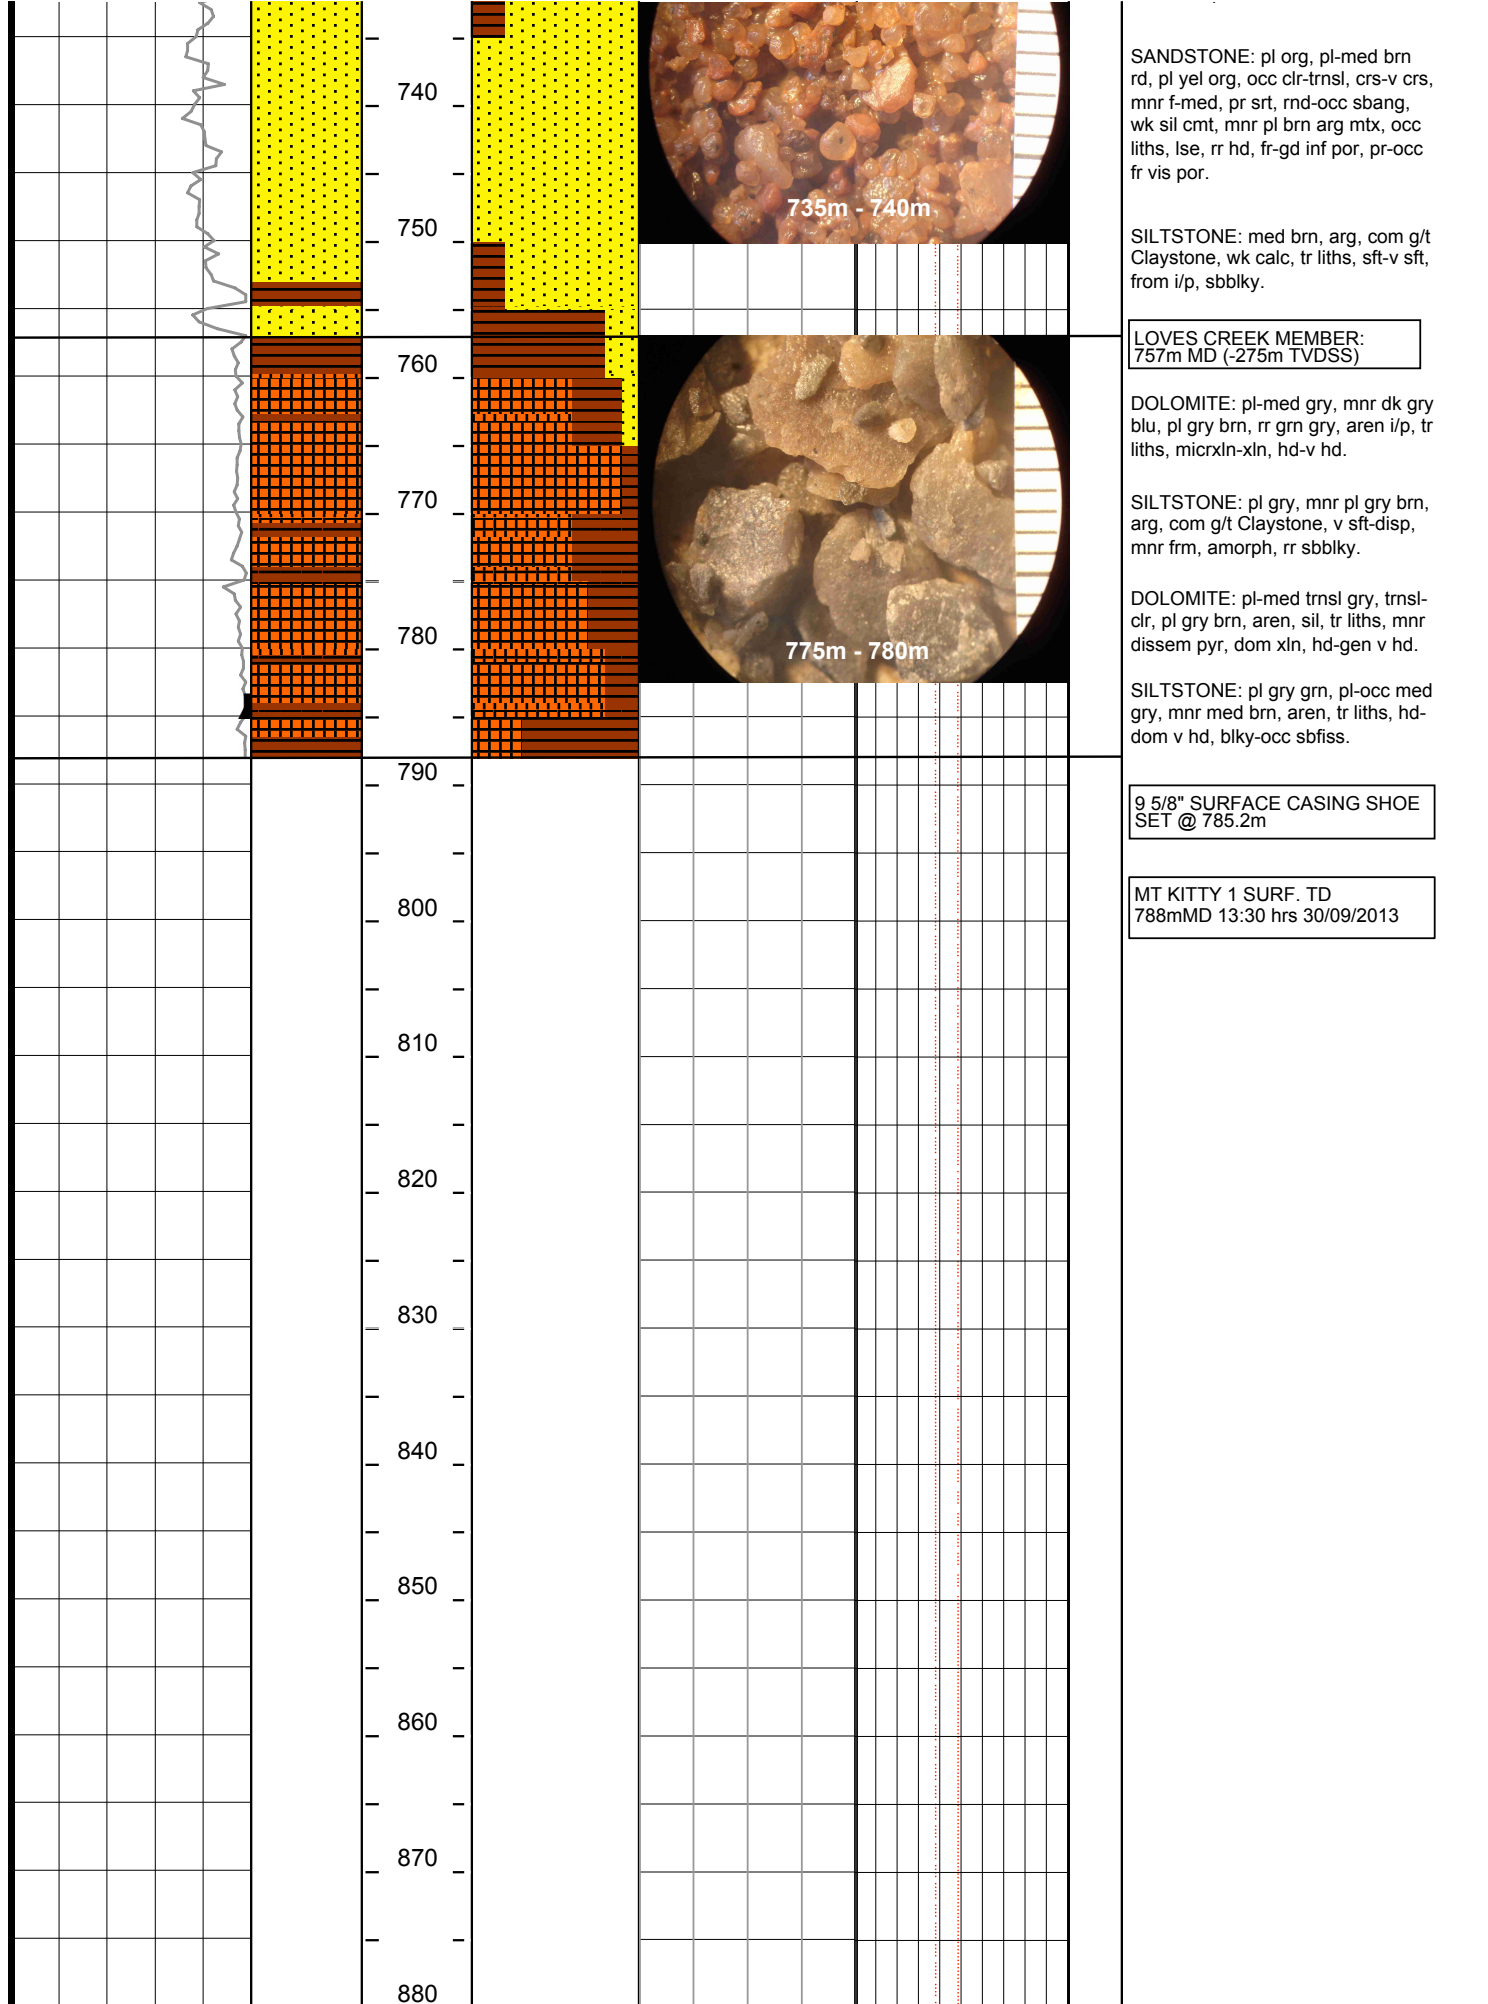 740
750
760
770
780
790
800
810
820
830
840
850
860
870
880
735m - 740m
775m - 780m
SANDSTONE: pl org, pl-med brn
rd, pl yel org, occ clr-trnsl, crs-v crs,
mnr f-med, pr srt, rnd-occ sbang,
wk sil cmt, mnr pl brn arg mtx, occ
liths, lse, rr hd, fr-gd inf por, pr-occ
fr vis por.
SILTSTONE: med brn, arg, com g/t
Claystone, wk calc, tr liths, sft-v sft,
from i/p, sbblky.
LOVES CREEK MEMBER:
757m MD (-275m TVDSS)
DOLOMITE: pl-med gry, mnr dk gry
blu, pl gry brn, rr grn gry, aren i/p, tr
liths, micrxln-xln, hd-v hd.
SILTSTONE: pl gry, mnr pl gry brn,
arg, com g/t Claystone, v sft-disp,
mnr frm, amorph, rr sbblky.
DOLOMITE: pl-med trnsl gry, trnsl-
clr, pl gry brn, aren, sil, tr liths, mnr
dissem pyr, dom xln, hd-gen v hd.
SILTSTONE: pl gry grn, pl-occ med
gry, mnr med brn, aren, tr liths, hd-
dom v hd, blky-occ sbfiss.
9 5/8" SURFACE CASING SHOE
SET @ 785.2m
MT KITTY 1 SURF. TD
788mMD 13:30 hrs 30/09/2013